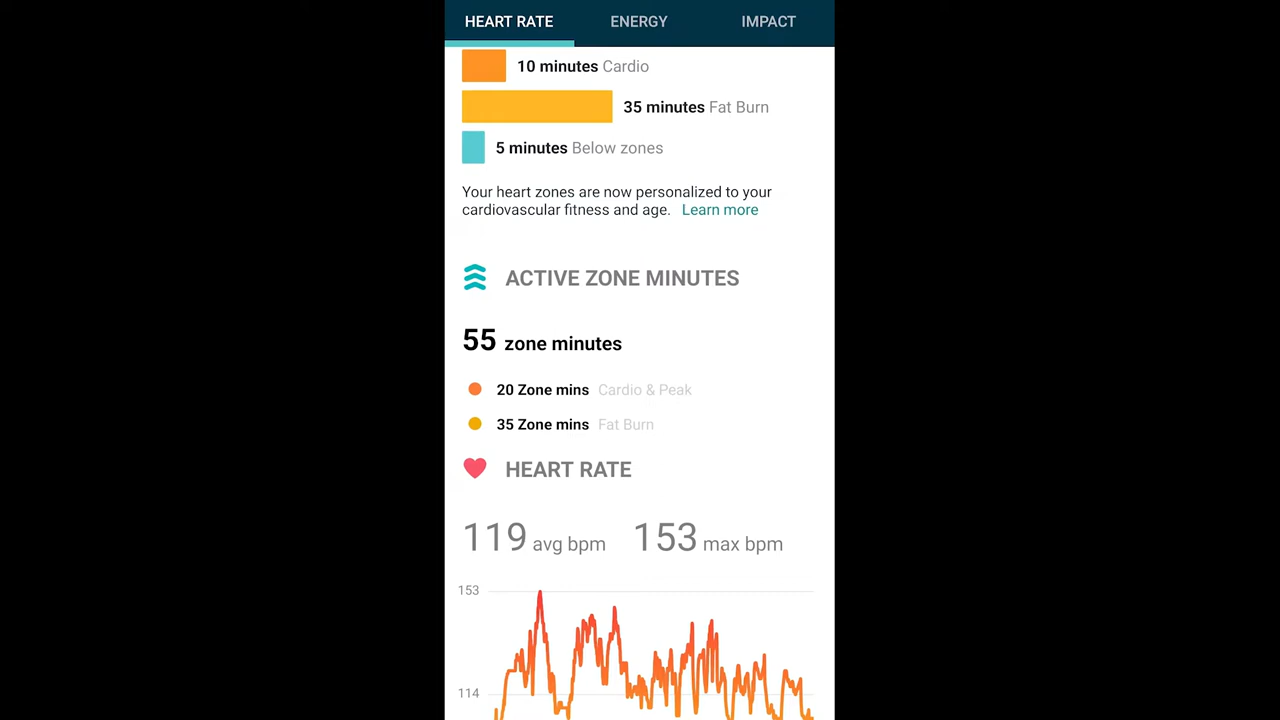 HEART RATE ENERGY IMPACT
10 minutes Cardio
35 minutes Fat Burn
5 minutes Below zones
Your heart zones are now personalized to your
cardiovascular fitness and age. Learn more
ACTIVE ZONE MINUTES
55 zone minutes
20 Zone mins Cardio & Peak
35 Zone mins Fat Burn
HEART RATE
119 avg bpm 153 max bpm
153
114